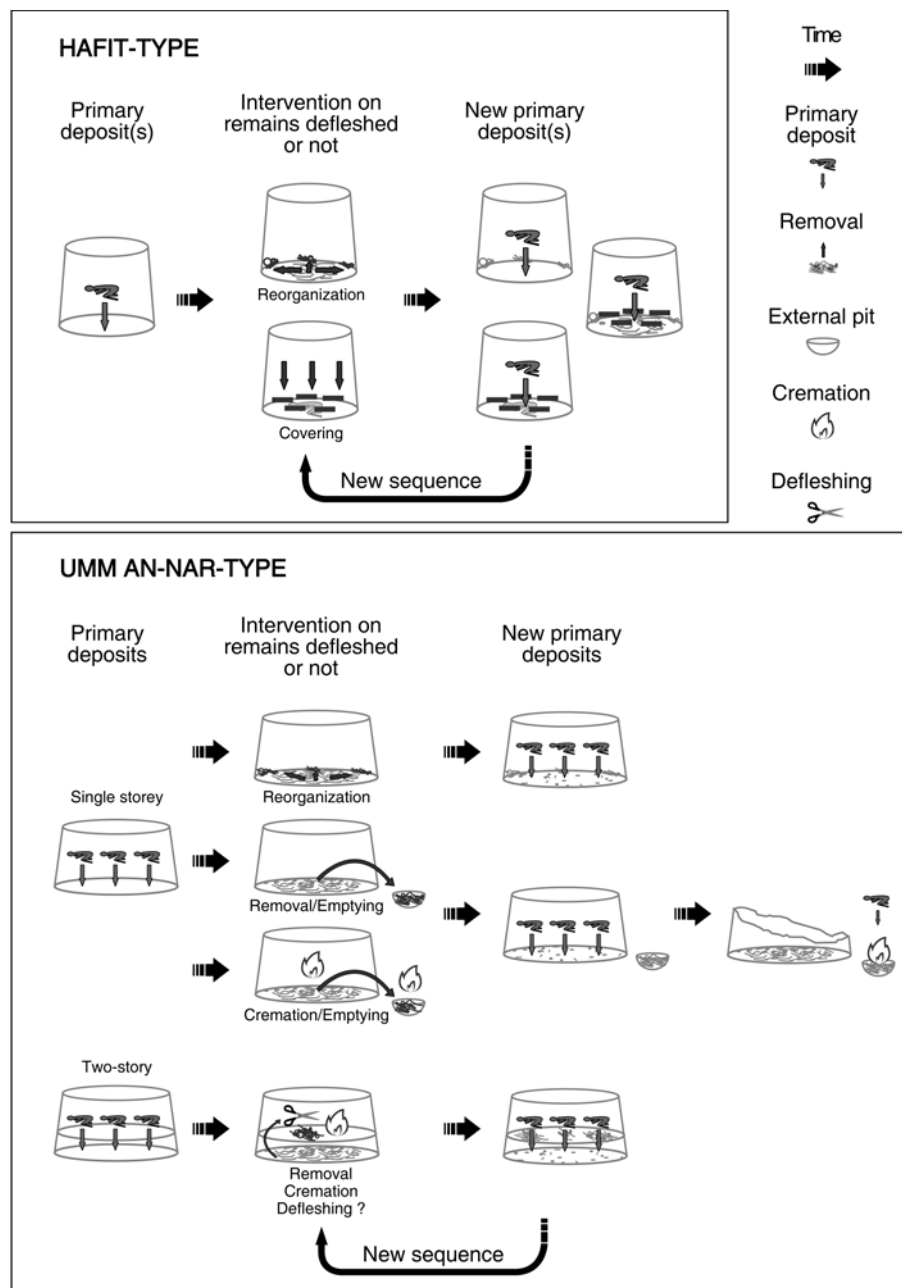 HAFIT-TYPE
Primary
deposit(s)
Intervention on
remains defleshed
or not
New primary
deposit(s)
Reorganization
Covering
New sequence
Time
Primary
deposit
Removal
External pit
Cremation
Defleshing
UMM AN-NAR-TYPE
Primary
deposits
Intervention on
remains defleshed
or not
New primary
deposits
Reorganization
Single storey
Removal/Emptying
Cremation/Emptying
Two-story
Removal
Cremation
Defleshing ?
New sequence